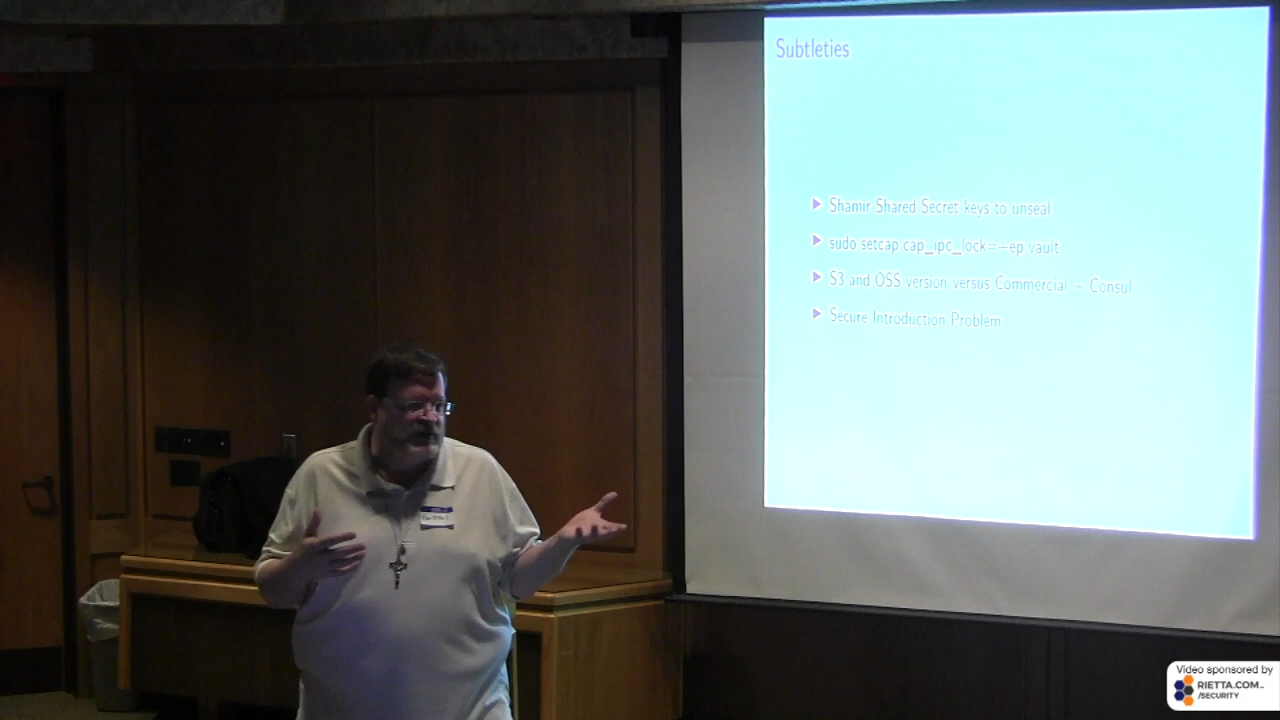 Subtleties
Shamir Shared Secret keys to unseal
sudo setcap cap_ipc_lock=+ep vault
S3 and OSS version versus Commercial + Consul
Secure Introduction Problem
Video sponsored by
RIETTA.COM
/SECURITY